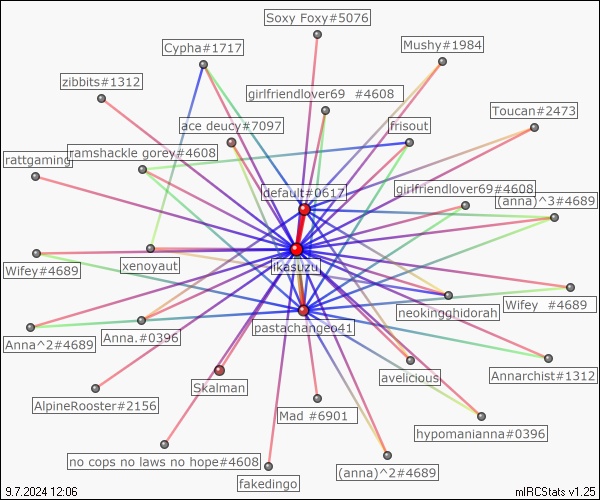 Soxy Foxy#5076
Cypha#1717
Mushy#1984
zibbits#1312
girlfriendlover69 #4608
Toucan#2473
ace deucy#7097
frisout
rattgaming
ramshackle gorey#4608
default#0617
girlfriendlover69#4608
(anna)^3#4689
Wifey#4689
xenoyaut
ikasuzu
neokingghidorah
Wifey #4689
Anna^2#4689
Anna.#0396
pastachangeo41
AlpineRooster#2156
Skalman
avelicious
Annarchist#1312
Mad #6901
hypomanianna#0396
no cops no laws no hope#4608
(anna)^2#4689
fakedingo
9.7.2024 12:06
mIRCStats v1.25